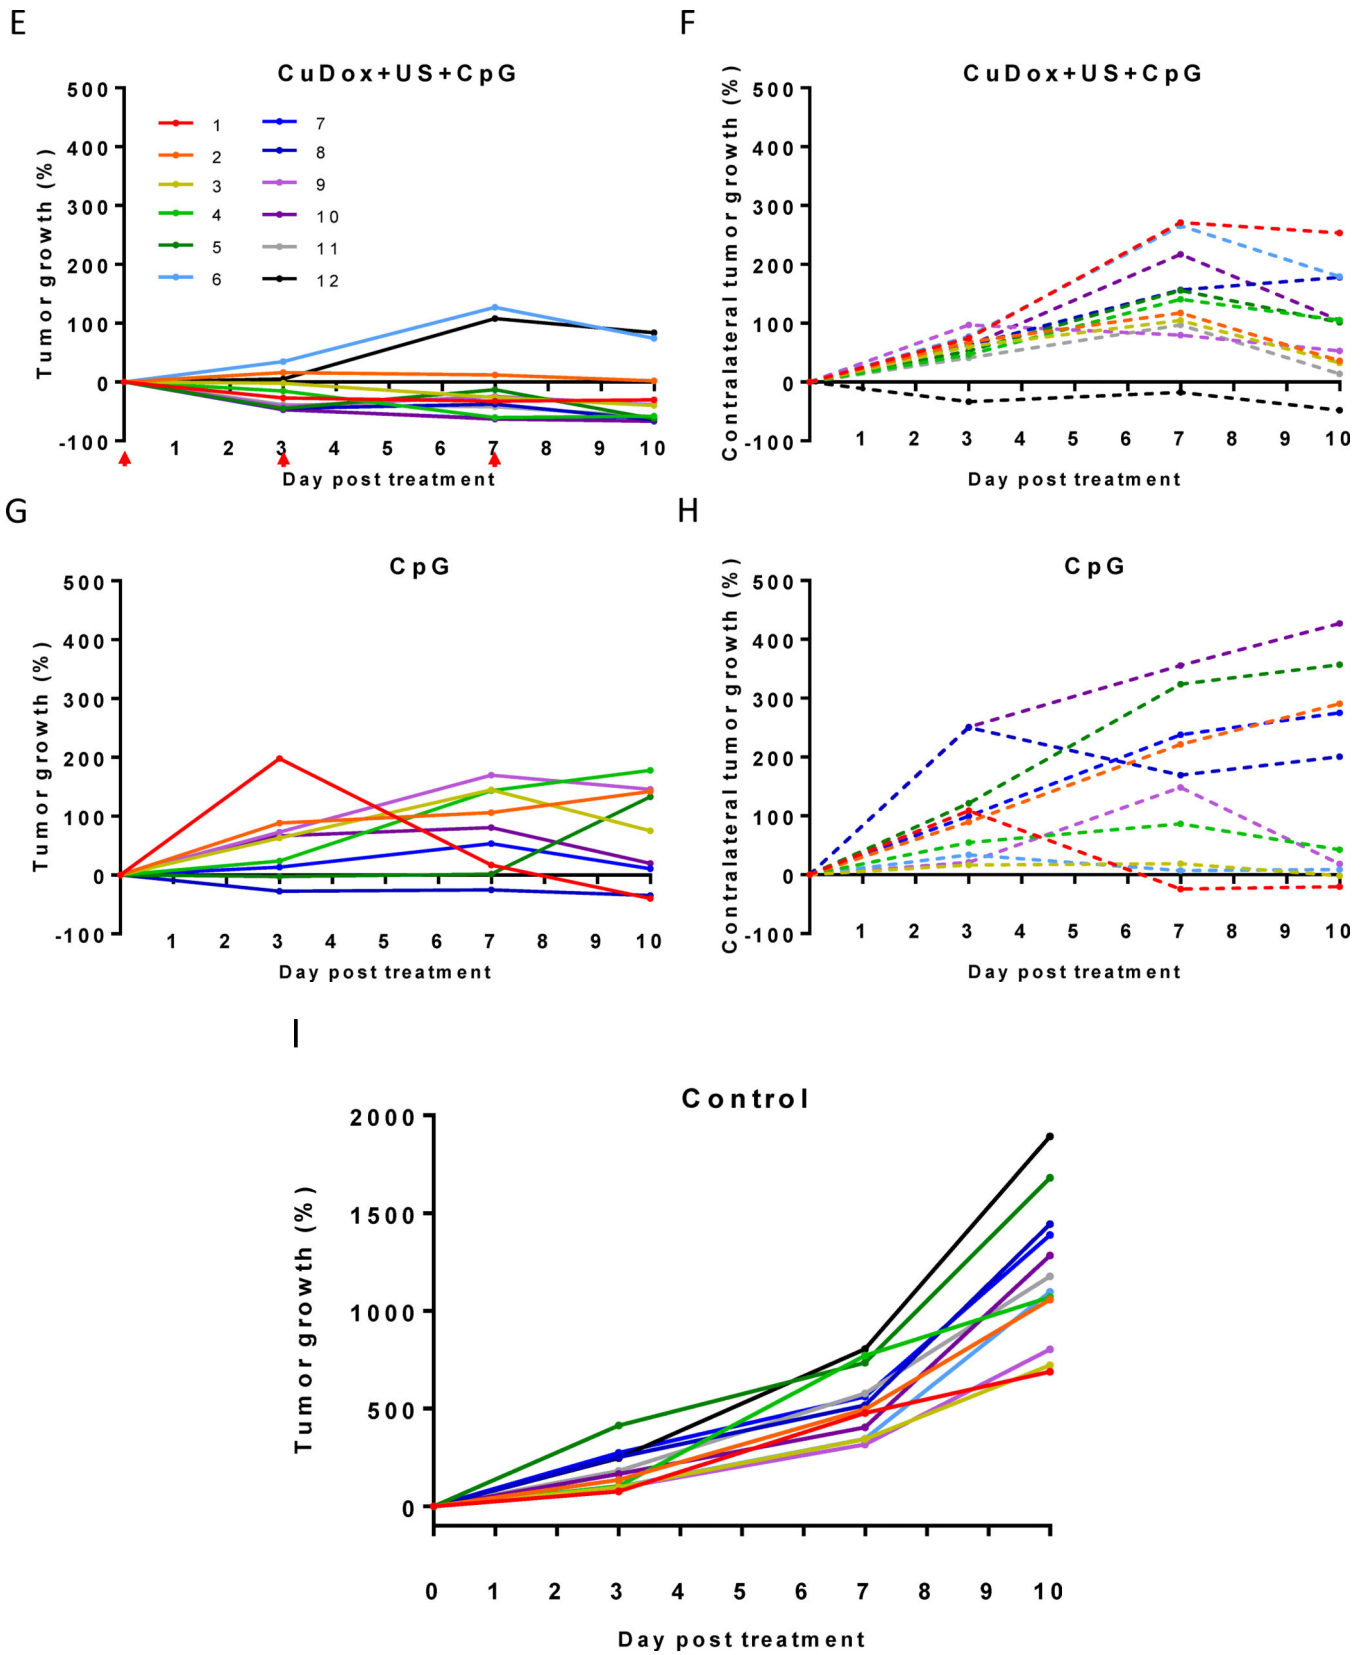 E
CuDox+US+CpG
Tumor growth (%)
500
400
300
200
100
0
-100
1
2
3
4
5
6
7
8
9
10
11
12
1 2 3 4 5 6 7 8 9 10
Day post treatment
F
CuDox+US+CpG
Contralateral tumor growth (%)
500
400
300
200
100
0
-100
1 2 3 4 5 6 7 8 9 10
Day post treatment
G
CpG
Tumor growth (%)
500
400
300
200
100
0
-100
1 2 3 4 5 6 7 8 9 10
Day post treatment
H
CpG
Contralateral tumor growth (%)
500
400
300
200
100
0
-100
1 2 3 4 5 6 7 8 9 10
Day post treatment
I
Control
Tumor growth (%)
2000
1500
1000
500
0
0 1 2 3 4 5 6 7 8 9 10
Day post treatment